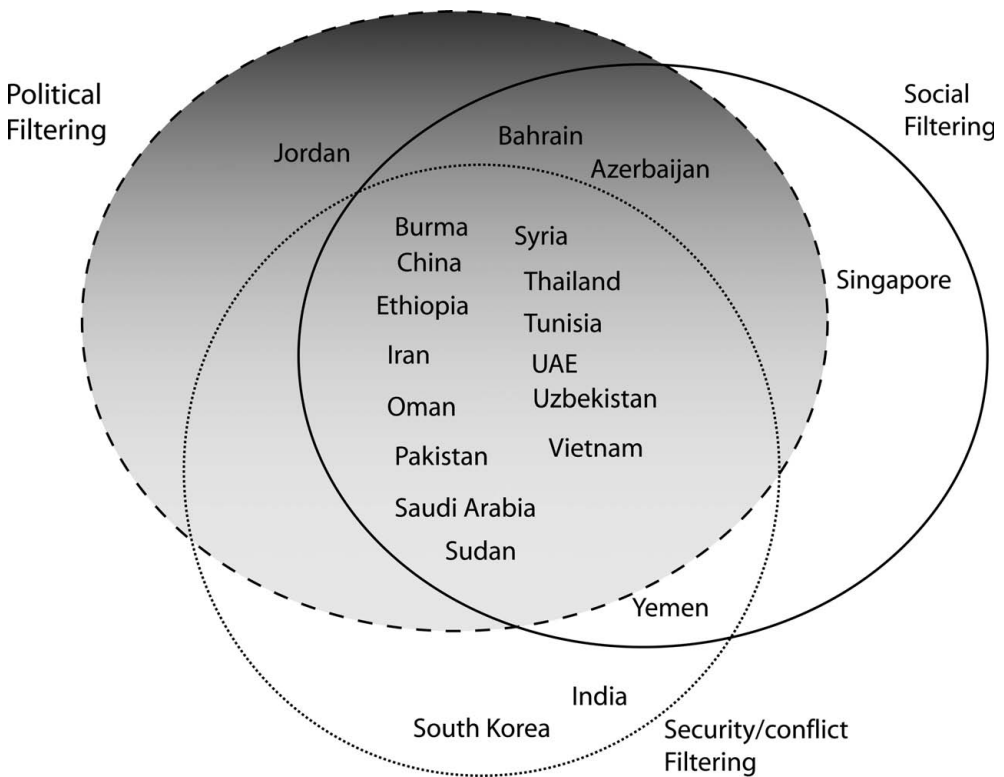 Political
Filtering
Social
Filtering
Jordan
Bahrain
Azerbaijan
Burma
Syria
China
Thailand
Singapore
Ethiopia
Tunisia
Iran
UAE
Oman
Uzbekistan
Pakistan
Vietnam
Saudi Arabia
Sudan
Yemen
India
South Korea
Security/conflict
Filtering